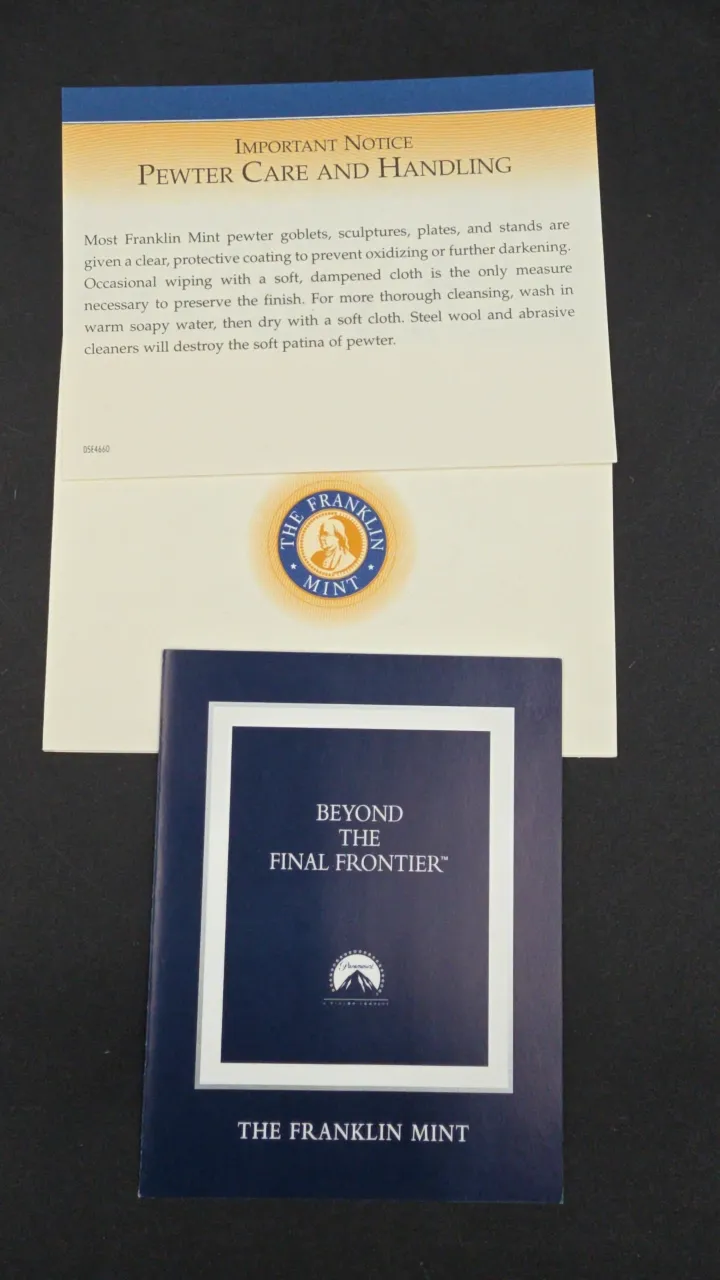 IMPORTANT NOTICE
PEWTER CARE AND HANDLING
Most Franklin Mint pewter goblets, sculptures, plates, and stands are
given a clear, protective coating to prevent oxidizing or further darkening.
Occasional wiping with a soft, dampened cloth is the only measure
necessary to preserve the finish. For more thorough cleansing, wash in
warm soapy water, then dry with a soft cloth. Steel wool and abrasive
cleaners will destroy the soft patina of pewter.
D5E4660
THE FRANKLIN
MINT
BEYOND
THE
FINAL FRONTIER™
Paramount
THE FRANKLIN MINT